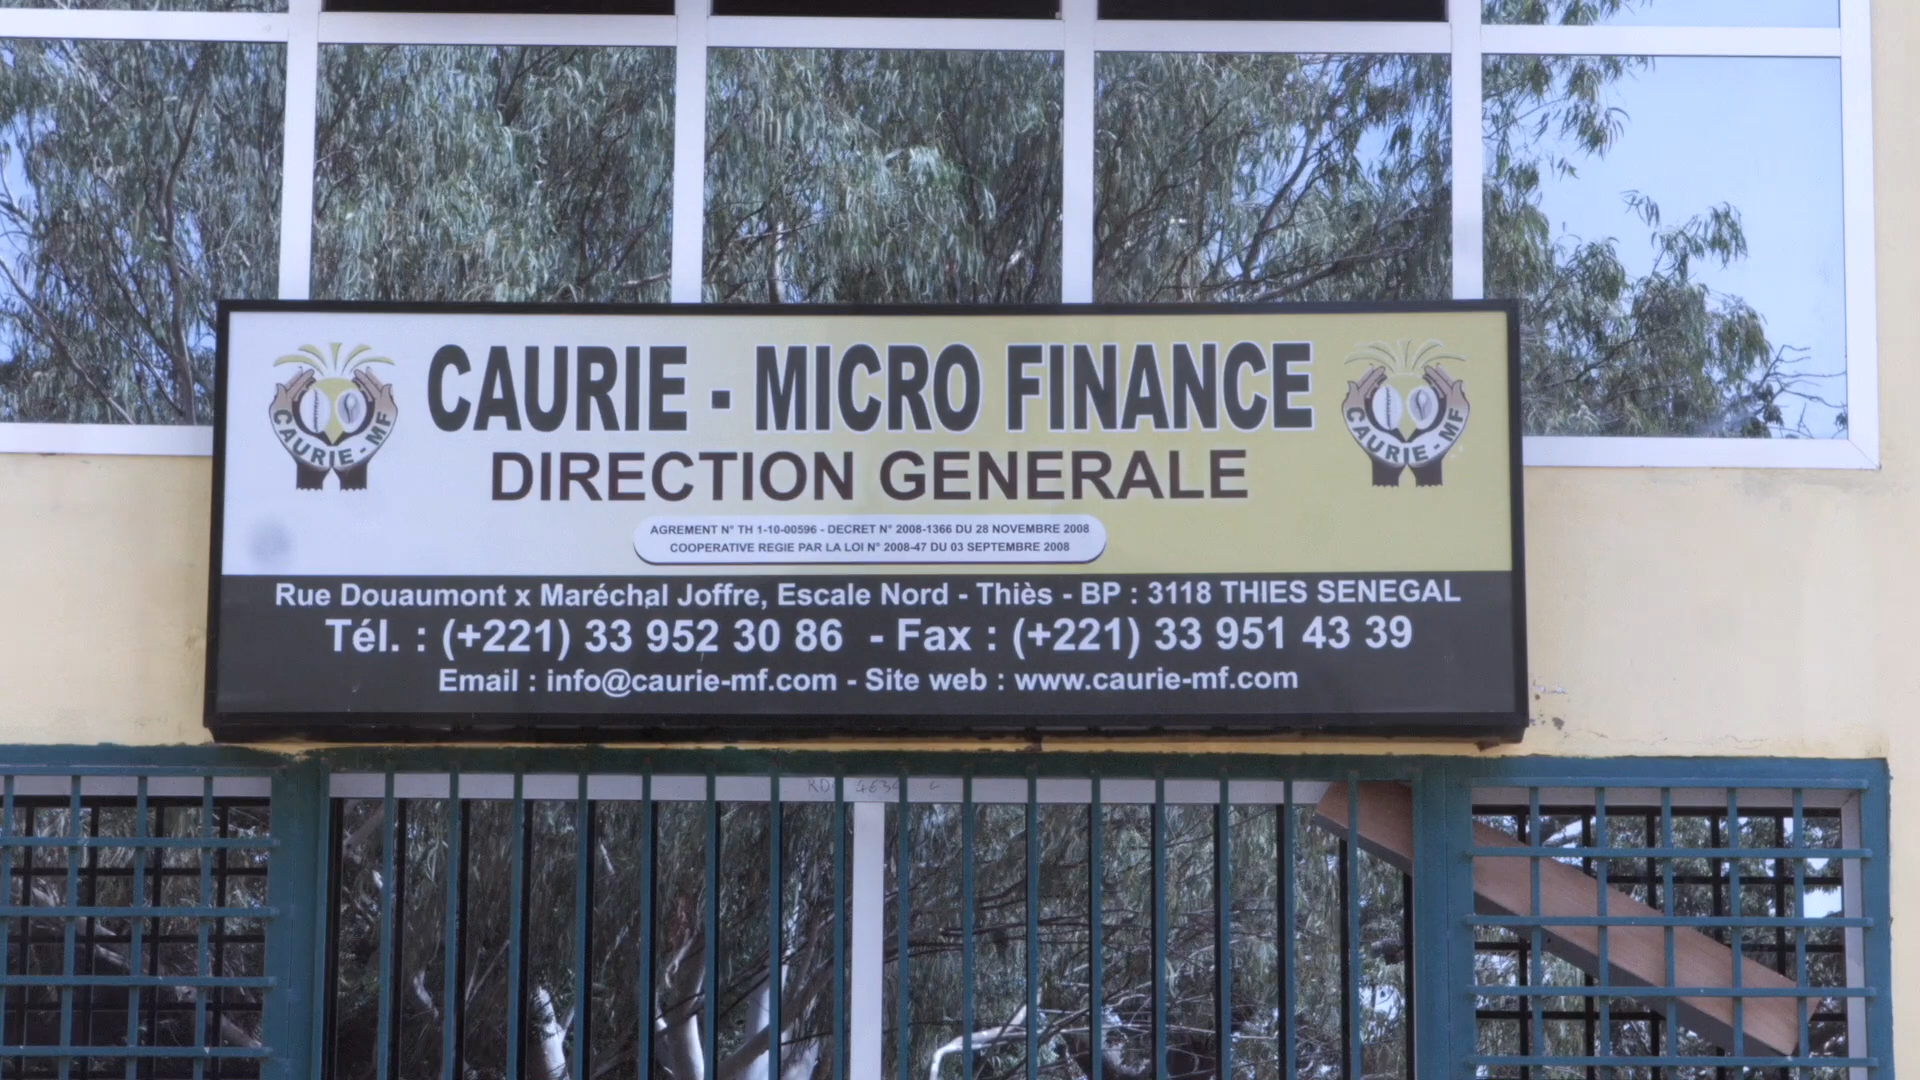 CAURIE - MICRO FINANCE
DIRECTION GENERALE
CAURIE-MF
CAURIE-MF
AGREMENT N° TH 1-10-00596 - DECRET N° 2008-1366 DU 28 NOVEMBRE 2008
COOPERATIVE REGIE PAR LA LOI N° 2008-47 DU 03 SEPTEMBRE 2008
Rue Douaumont x Maréchal Joffre, Escale Nord - Thiès - BP : 3118 THIES SENEGAL
Tél. : (+221) 33 952 30 86 - Fax : (+221) 33 951 43 39
Email : info@caurie-mf.com - Site web : www.caurie-mf.com